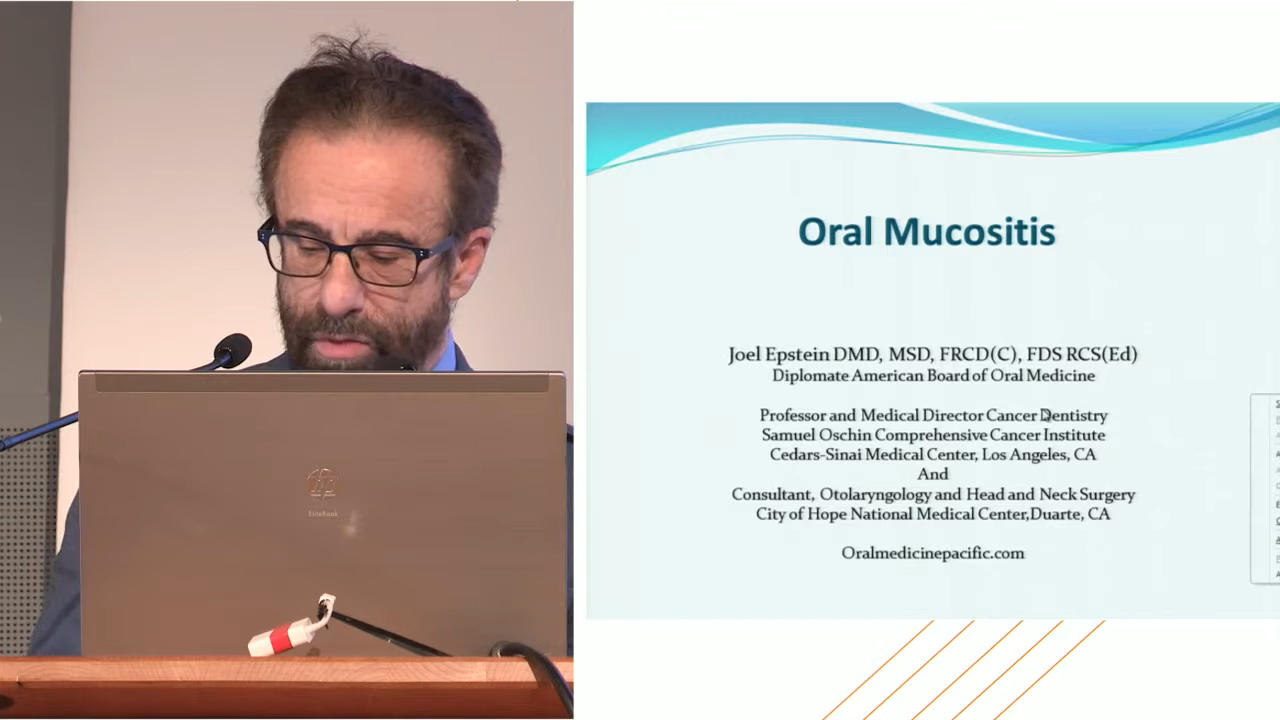 Oral Mucositis
Joel Epstein DMD, MSD, FRCD(C), FDS RCS(Ed)
Diplomate American Board of Oral Medicine
Professor and Medical Director Cancer Dentistry
Samuel Oschin Comprehensive Cancer Institute
Cedars-Sinai Medical Center, Los Angeles, CA
And
Consultant, Otolaryngology and Head and Neck Surgery
City of Hope National Medical Center,Duarte, CA
Oralmedicinepacific.com
EliteBook